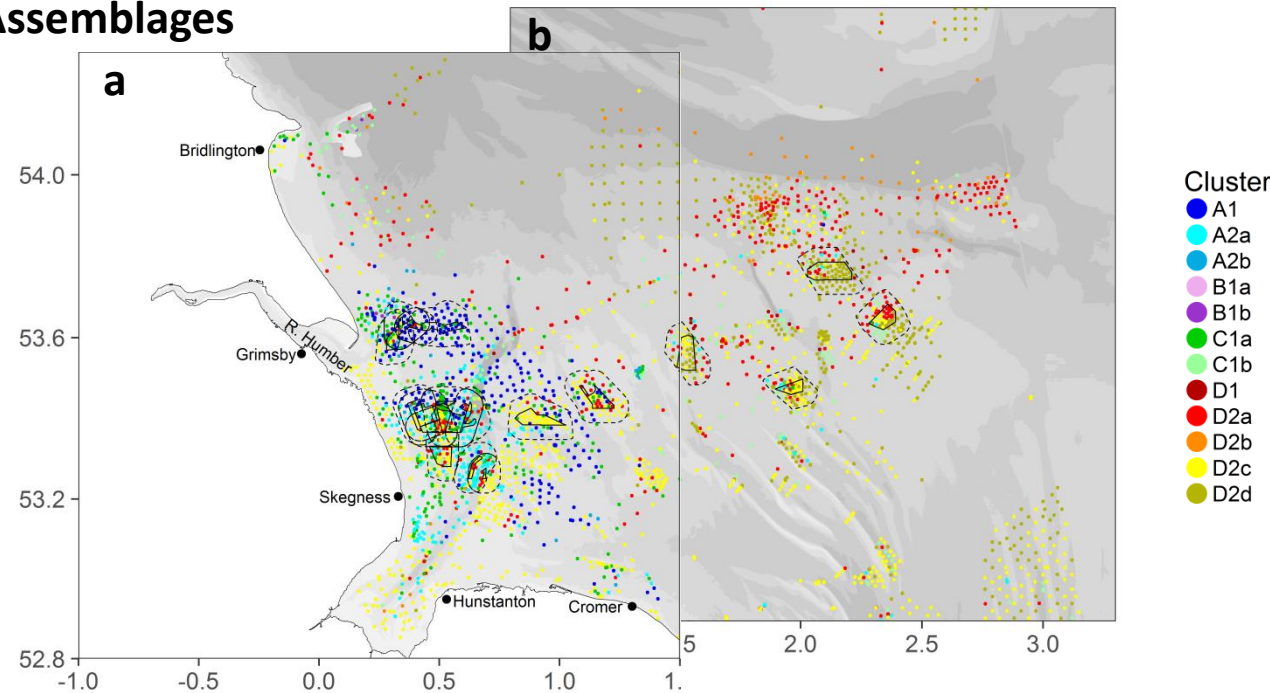 Assemblages
b
a
Bridlington
54.0
53.6
R. Humber
Grimsby
Skegness
53.2
Hunstanton
Cromer
52.8
-1.0 -0.5 0.0 0.5 1.0 1.
5 2.0 2.5 3.0
Cluster
A1
A2a
A2b
B1a
B1b
C1a
C1b
D1
D2a
D2b
D2c
D2d